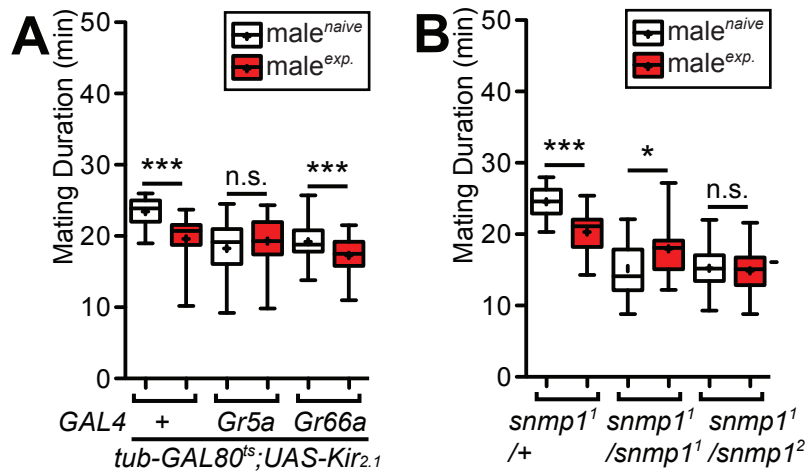 A
Mating Duration (min)
50
40
30
20
10
0
male^naive
male^exp.
***
n.s.
***
GAL4 + Gr5a Gr66a
tub-GAL80^ts;UAS-Kir2.1
B
Mating Duration (min)
50
40
30
20
10
0
male^naive
male^exp.
***
*
n.s.
snmp1^1 snmp1^1 snmp1^1
/+ /snmp1^1 /snmp1^2